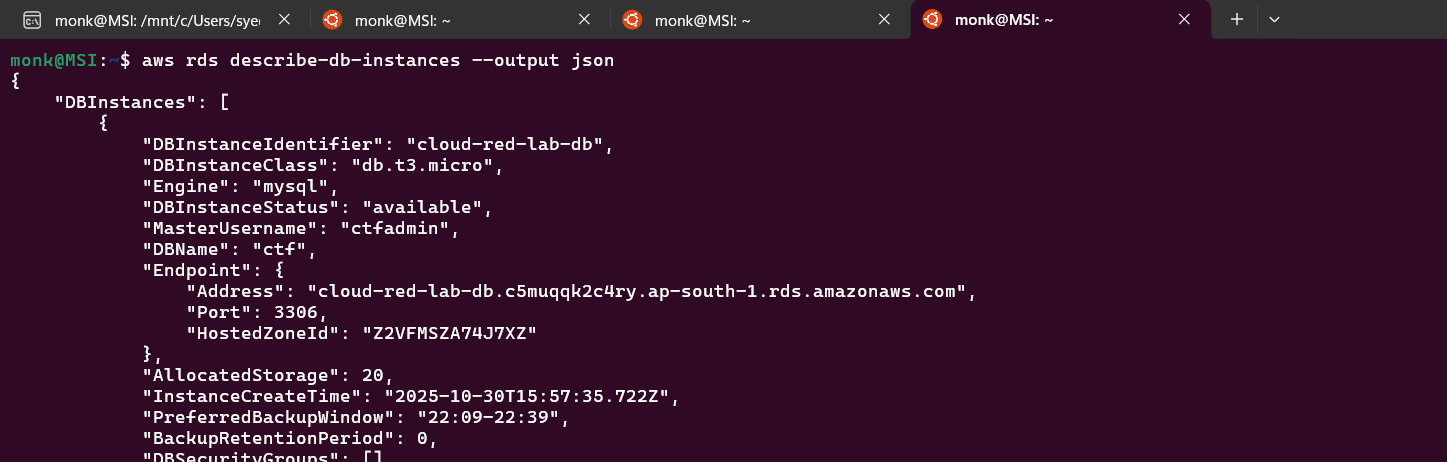 monk@MSI: /mnt/c/Users/sye
monk@MSI: ~
monk@MSI: ~
monk@MSI: ~
monk@MSI:~$ aws rds describe-db-instances --output json
{
    "DBInstances": [
        {
            "DBInstanceIdentifier": "cloud-red-lab-db",
            "DBInstanceClass": "db.t3.micro",
            "Engine": "mysql",
            "DBInstanceStatus": "available",
            "MasterUsername": "ctfadmin",
            "DBName": "ctf",
            "Endpoint": {
                "Address": "cloud-red-lab-db.c5muqqk2c4ry.ap-south-1.rds.amazonaws.com",
                "Port": 3306,
                "HostedZoneId": "Z2VFMSZA74J7XZ"
            },
            "AllocatedStorage": 20,
            "InstanceCreateTime": "2025-10-30T15:57:35.722Z",
            "PreferredBackupWindow": "22:09-22:39",
            "BackupRetentionPeriod": 0,
            "DBSecurityGroups": []